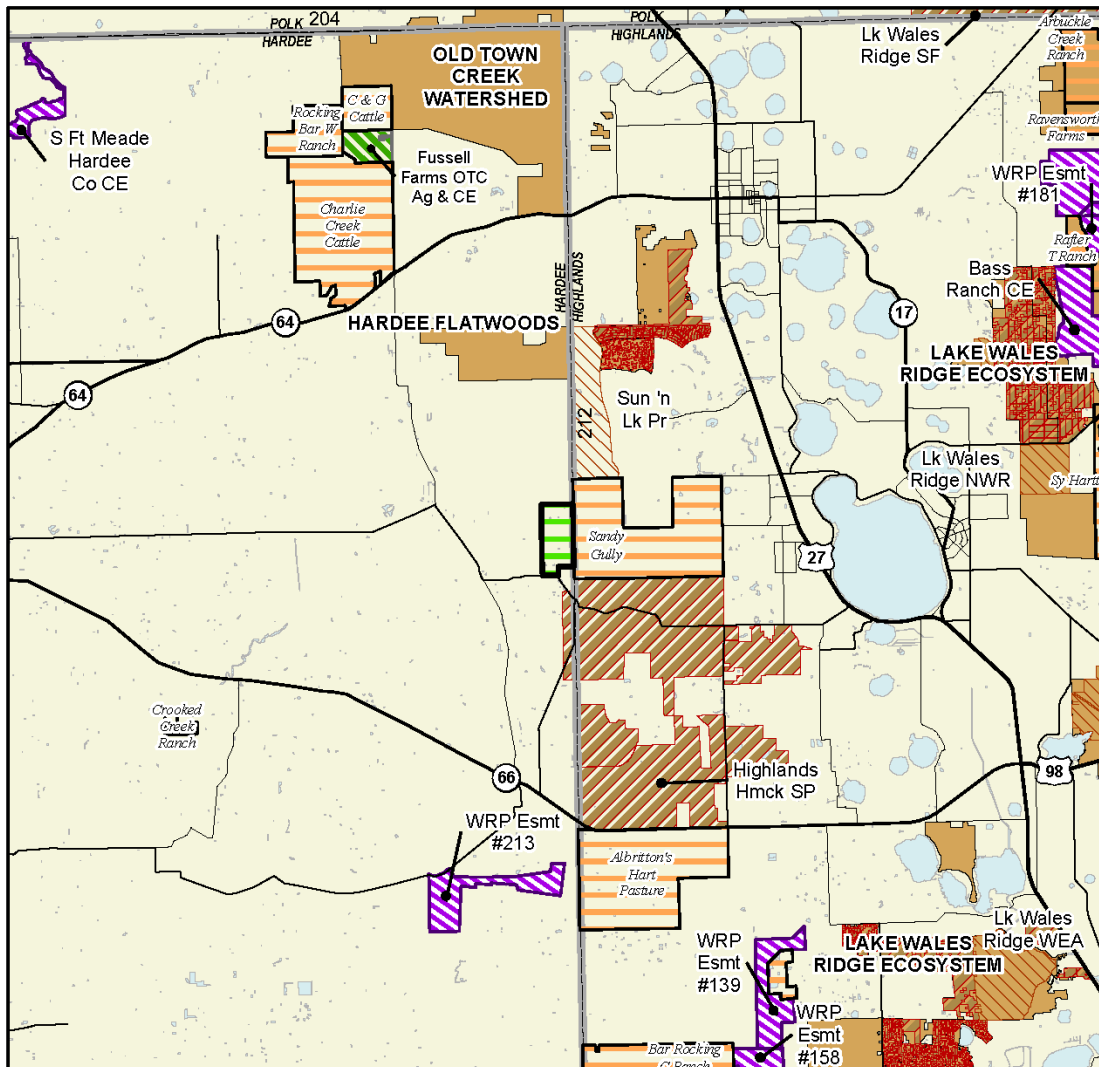 POLK
204
HARDEE
POLK
HIGHLANDS
Lk Wales
Ridge SF
Arbuckle
Creek
Ranch
OLD TOWN
CREEK
WATERSHED
C & G
Cattle
Rocking
Bar W
Ranch
S Ft Meade
Hardee
Co CE
Fussell
Farms OTC
Ag & CE
Ravensworth
Farms
WRP Esmt
#181
Charlie
Creek
Cattle
Rafter
T Ranch
HARDEE
HIGHLANDS
Bass
Ranch CE
64
HARDEE FLATWOODS
17
LAKE WALES
RIDGE ECOSYSTEM
64
Sun 'n
Lk Pr
212
Lk Wales
Ridge NWR
Sandy
Gully
27
Crooked
Creek
Ranch
66
Highlands
Hmck SP
98
WRP Esmt
#213
Albritton's
Hart
Pasture
Lk Wales
Ridge WEA
WRP
Esmt
#139
LAKE WALES
RIDGE ECOSYSTEM
WRP
Esmt
#158
Bar Rocking